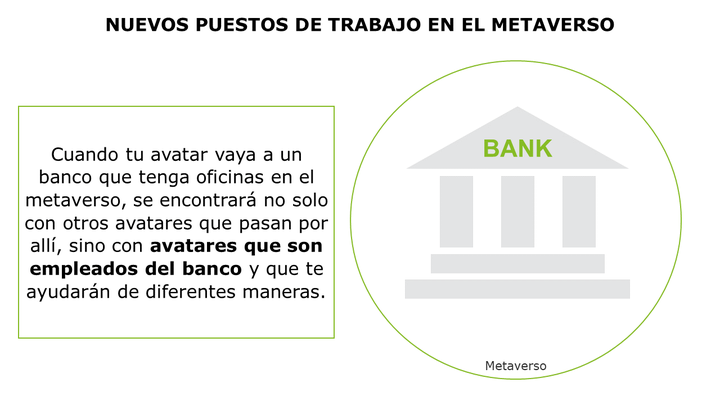 NUEVOS PUESTOS DE TRABAJO EN EL METAVERSO
Cuando tu avatar vaya a un
banco que tenga oficinas en el
metaverso, se encontrará no solo
con otros avatares que pasan por
allí, sino con avatares que son
empleados del banco y que te
ayudarán de diferentes maneras.
BANK
Metaverso